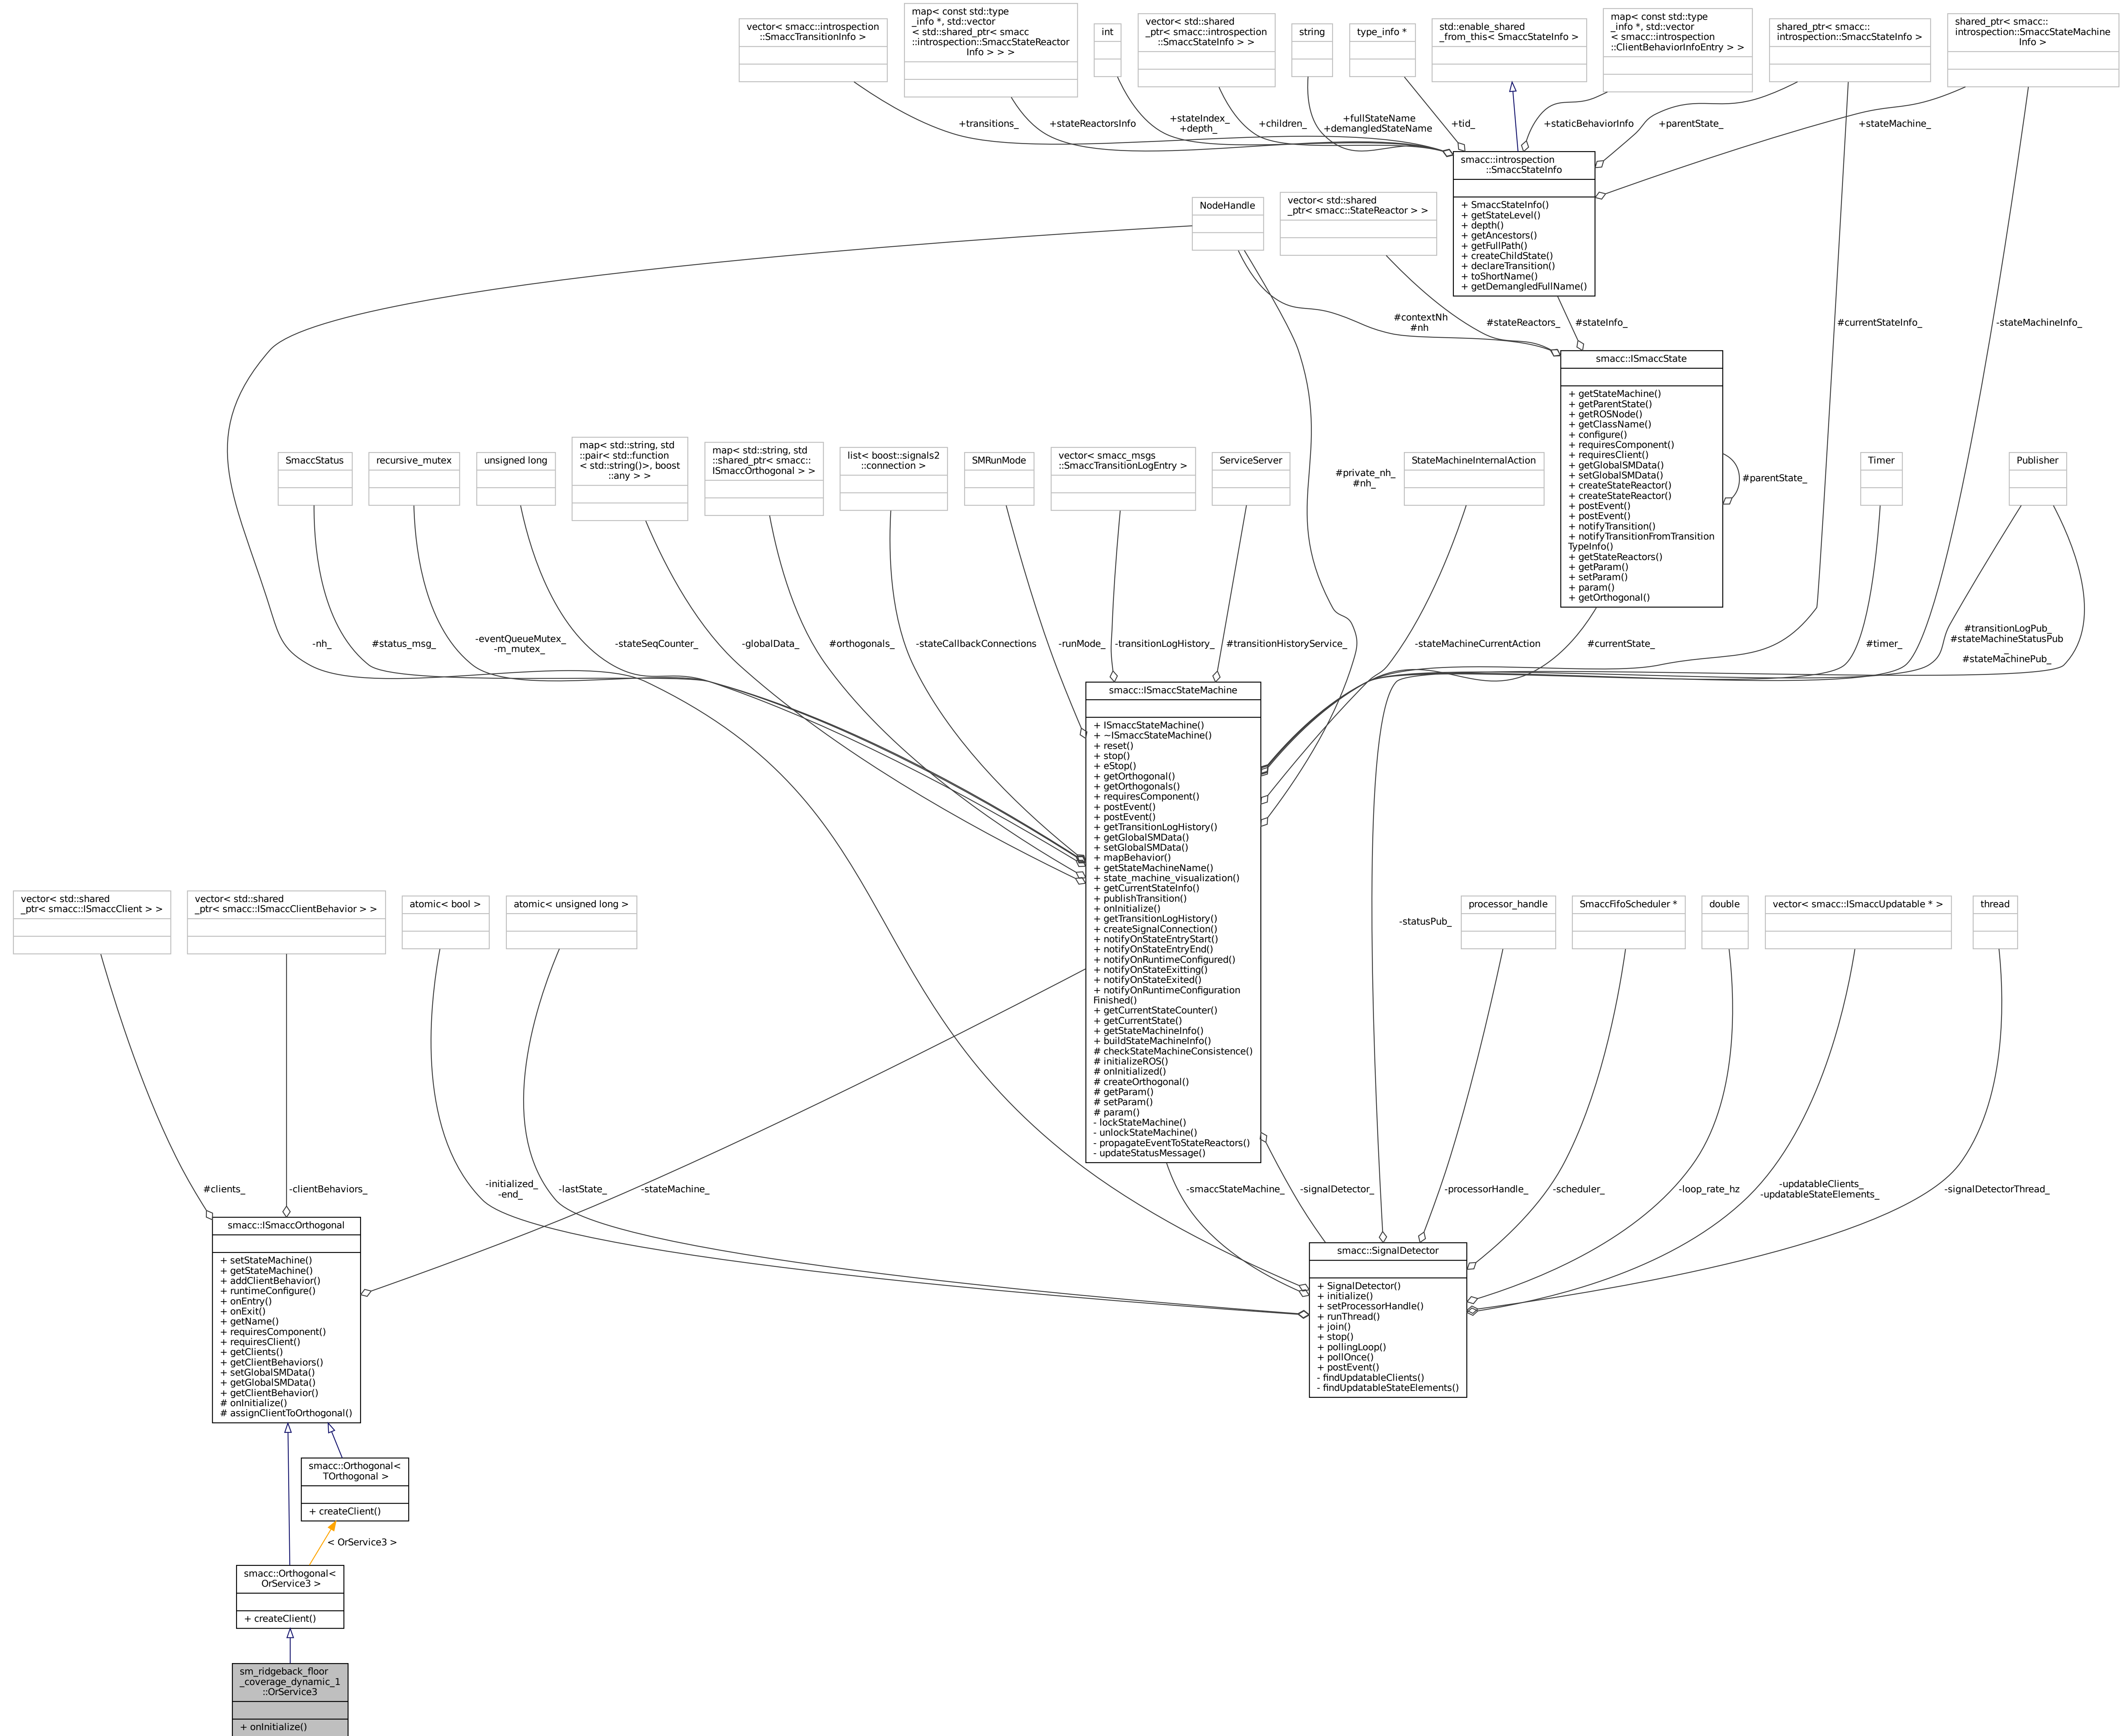 vector< smacc::introspection
::SmaccTransitionInfo >
map< const std::type
_info *, std::vector
< std::shared_ptr< smacc
::introspection::SmaccStateReactor
Info > > >
int
vector< std::shared
_ptr< smacc::introspection
::SmaccStateInfo > >
string
type_info *
std::enable_shared
_from_this< SmaccStateInfo >
map< const std::type
_info *, std::vector
< smacc::introspection
::ClientBehaviorInfoEntry > >
shared_ptr< smacc::
introspection::SmaccStateInfo >
shared_ptr< smacc::
introspection::SmaccStateMachine
Info >
+transitions_
+stateReactorsInfo
+stateIndex_
+depth_
+children_
+fullStateName
+demangledStateName
+tid_
+staticBehaviorInfo
+parentState_
+stateMachine_
smacc::introspection
::SmaccStateInfo
+ SmaccStateInfo()
+ getStateLevel()
+ depth()
+ getAncestors()
+ getFullPath()
+ createChildState()
+ declareTransition()
+ toShortName()
+ getDemangledFullName()
NodeHandle
vector< std::shared
_ptr< smacc::StateReactor > >
#contextNh
#nh
#stateReactors_
#stateInfo_
#currentStateInfo_
-stateMachineInfo_
smacc::ISmaccState
+ getStateMachine()
+ getParentState()
+ getROSNode()
+ getClassName()
+ configure()
+ requiresComponent()
+ requiresClient()
+ getGlobalSMData()
+ setGlobalSMData()
+ createStateReactor()
+ createStateReactor()
+ postEvent()
+ postEvent()
+ notifyTransition()
+ notifyTransitionFromTransition
TypeInfo()
+ getStateReactors()
+ getParam()
+ setParam()
+ param()
+ getOrthogonal()
#parentState_
SmaccStatus
recursive_mutex
unsigned long
map< std::string, std
::pair< std::function
< std::string()>, boost
::any > >
map< std::string, std
::shared_ptr< smacc::
ISmaccOrthogonal > >
list< boost::signals2
::connection >
SMRunMode
vector< smacc_msgs
::SmaccTransitionLogEntry >
ServiceServer
#private_nh_
#nh_
StateMachineInternalAction
Timer
Publisher
-nh_
#status_msg_
-eventQueueMutex_
-m_mutex_
-stateSeqCounter_
-globalData_
#orthogonals_
-stateCallbackConnections
-runMode_
-transitionLogHistory_
#transitionHistoryService_
-stateMachineCurrentAction
#currentState_
#timer_
#transitionLogPub_
#stateMachineStatusPub
_
#stateMachinePub_
smacc::ISmaccStateMachine
+ ISmaccStateMachine()
+ ~ISmaccStateMachine()
+ reset()
+ stop()
+ eStop()
+ getOrthogonal()
+ getOrthogonals()
+ requiresComponent()
+ postEvent()
+ postEvent()
+ getTransitionLogHistory()
+ getGlobalSMData()
+ setGlobalSMData()
+ mapBehavior()
+ getStateMachineName()
+ state_machine_visualization()
+ getCurrentStateInfo()
+ publishTransition()
+ onInitialize()
+ getTransitionLogHistory()
+ createSignalConnection()
+ notifyOnStateEntryStart()
+ notifyOnStateEntryEnd()
+ notifyOnRuntimeConfigured()
+ notifyOnStateExitting()
+ notifyOnStateExited()
+ notifyOnRuntimeConfiguration
Finished()
+ getCurrentStateCounter()
+ getCurrentState()
+ getStateMachineInfo()
+ buildStateMachineInfo()
# checkStateMachineConsistence()
# initializeROS()
# onInitialized()
# createOrthogonal()
# getParam()
# setParam()
# param()
- lockStateMachine()
- unlockStateMachine()
- propagateEventToStateReactors()
- updateStatusMessage()
vector< std::shared
_ptr< smacc::ISmaccClient > >
vector< std::shared
_ptr< smacc::ISmaccClientBehavior > >
atomic< bool >
atomic< unsigned long >
-statusPub_
processor_handle
SmaccFifoScheduler *
double
vector< smacc::ISmaccUpdatable * >
thread
#clients_
-clientBehaviors_
-initialized_
-end_
-lastState_
-stateMachine_
-smaccStateMachine_
-signalDetector_
-processorHandle_
-scheduler_
-loop_rate_hz
-updatableClients_
-updatableStateElements_
-signalDetectorThread_
smacc::ISmaccOrthogonal
+ setStateMachine()
+ getStateMachine()
+ addClientBehavior()
+ runtimeConfigure()
+ onEntry()
+ onExit()
+ getName()
+ requiresComponent()
+ requiresClient()
+ getClients()
+ getClientBehaviors()
+ setGlobalSMData()
+ getGlobalSMData()
+ getClientBehavior()
# onInitialize()
# assignClientToOrthogonal()
smacc::SignalDetector
+ SignalDetector()
+ initialize()
+ setProcessorHandle()
+ runThread()
+ join()
+ stop()
+ pollingLoop()
+ pollOnce()
+ postEvent()
- findUpdatableClients()
- findUpdatableStateElements()
smacc::Orthogonal<
TOrthogonal >
+ createClient()
< OrService3 >
smacc::Orthogonal<
OrService3 >
+ createClient()
sm_ridgeback_floor
_coverage_dynamic_1
::OrService3
+ onInitialize()